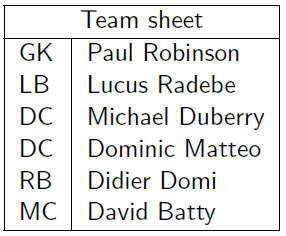 Team sheet
GK Paul Robinson
LB Lucus Radebe
DC Michael Duberry
DC Dominic Matteo
RB Didier Domi
MC David Batty